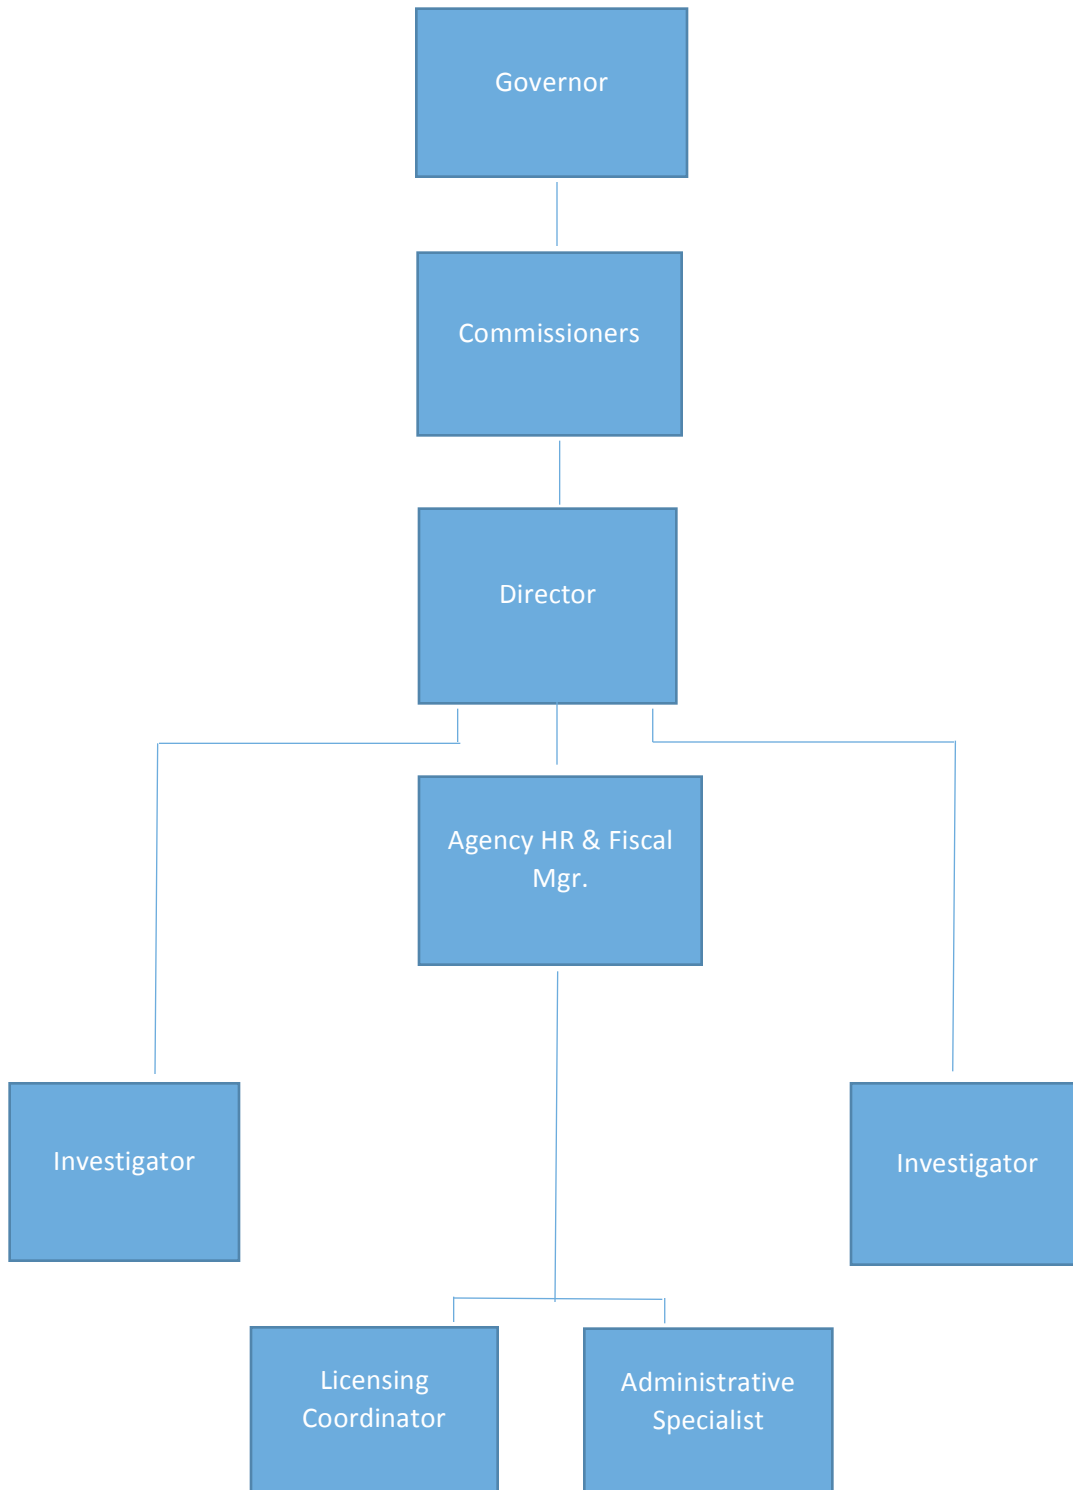 Governor
Commissioners
Director
Agency HR & Fiscal
Mgr.
Investigator
Investigator
Licensing
Coordinator
Administrative
Specialist